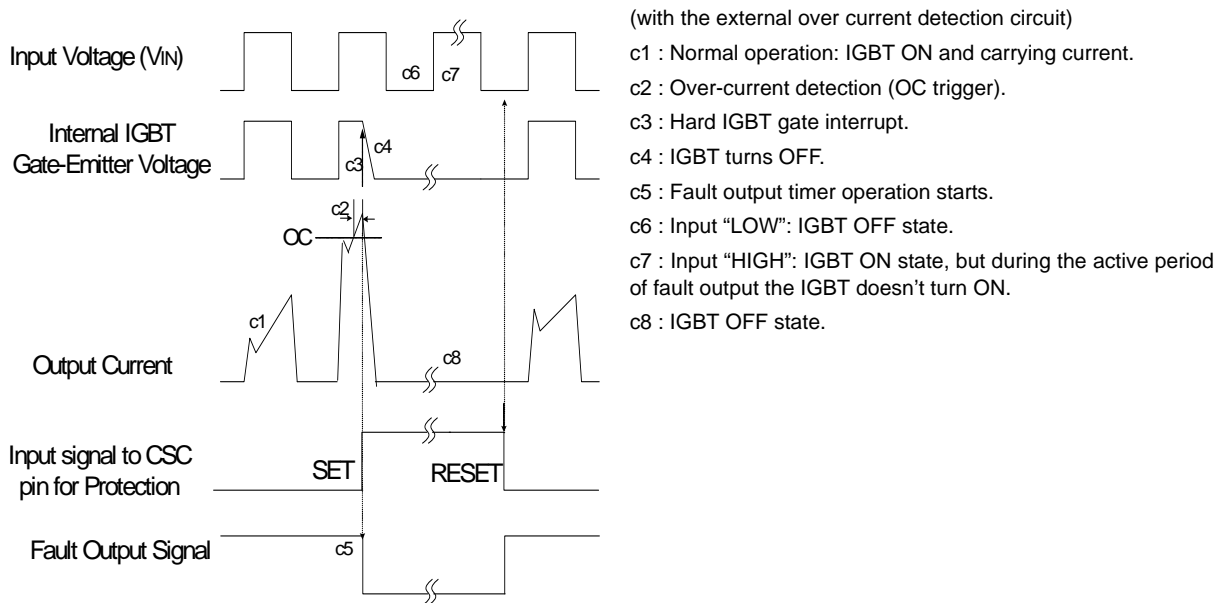 Input Voltage (VIN)
c6
c7
Internal IGBT
Gate-Emitter Voltage
c4
c3
c2
OC
c1
c8
Output Current
Input signal to CSC
pin for Protection
SET
RESET
c5
Fault Output Signal
(with the external over current detection circuit)
c1 : Normal operation: IGBT ON and carrying current.
c2 : Over-current detection (OC trigger).
c3 : Hard IGBT gate interrupt.
c4 : IGBT turns OFF.
c5 : Fault output timer operation starts.
c6 : Input “LOW”: IGBT OFF state.
c7 : Input “HIGH”: IGBT ON state, but during the active period
of fault output the IGBT doesn’t turn ON.
c8 : IGBT OFF state.